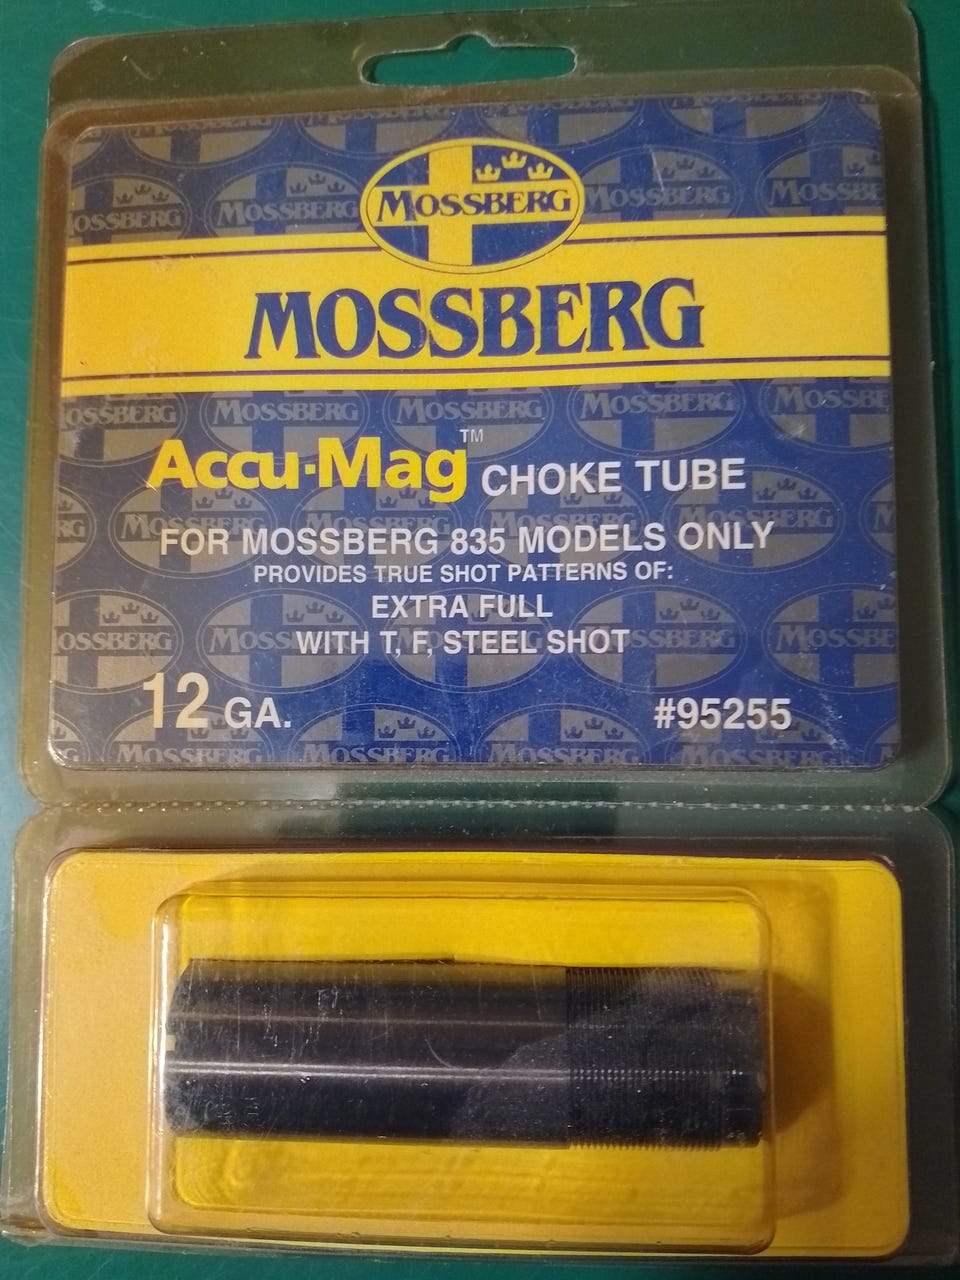 MOSSBERG
MOSSBERG
Accu-Mag™ CHOKE TUBE
FOR MOSSBERG 835 MODELS ONLY
PROVIDES TRUE SHOT PATTERNS OF:
EXTRA FULL
WITH T, F, STEEL SHOT
12 GA. #95255